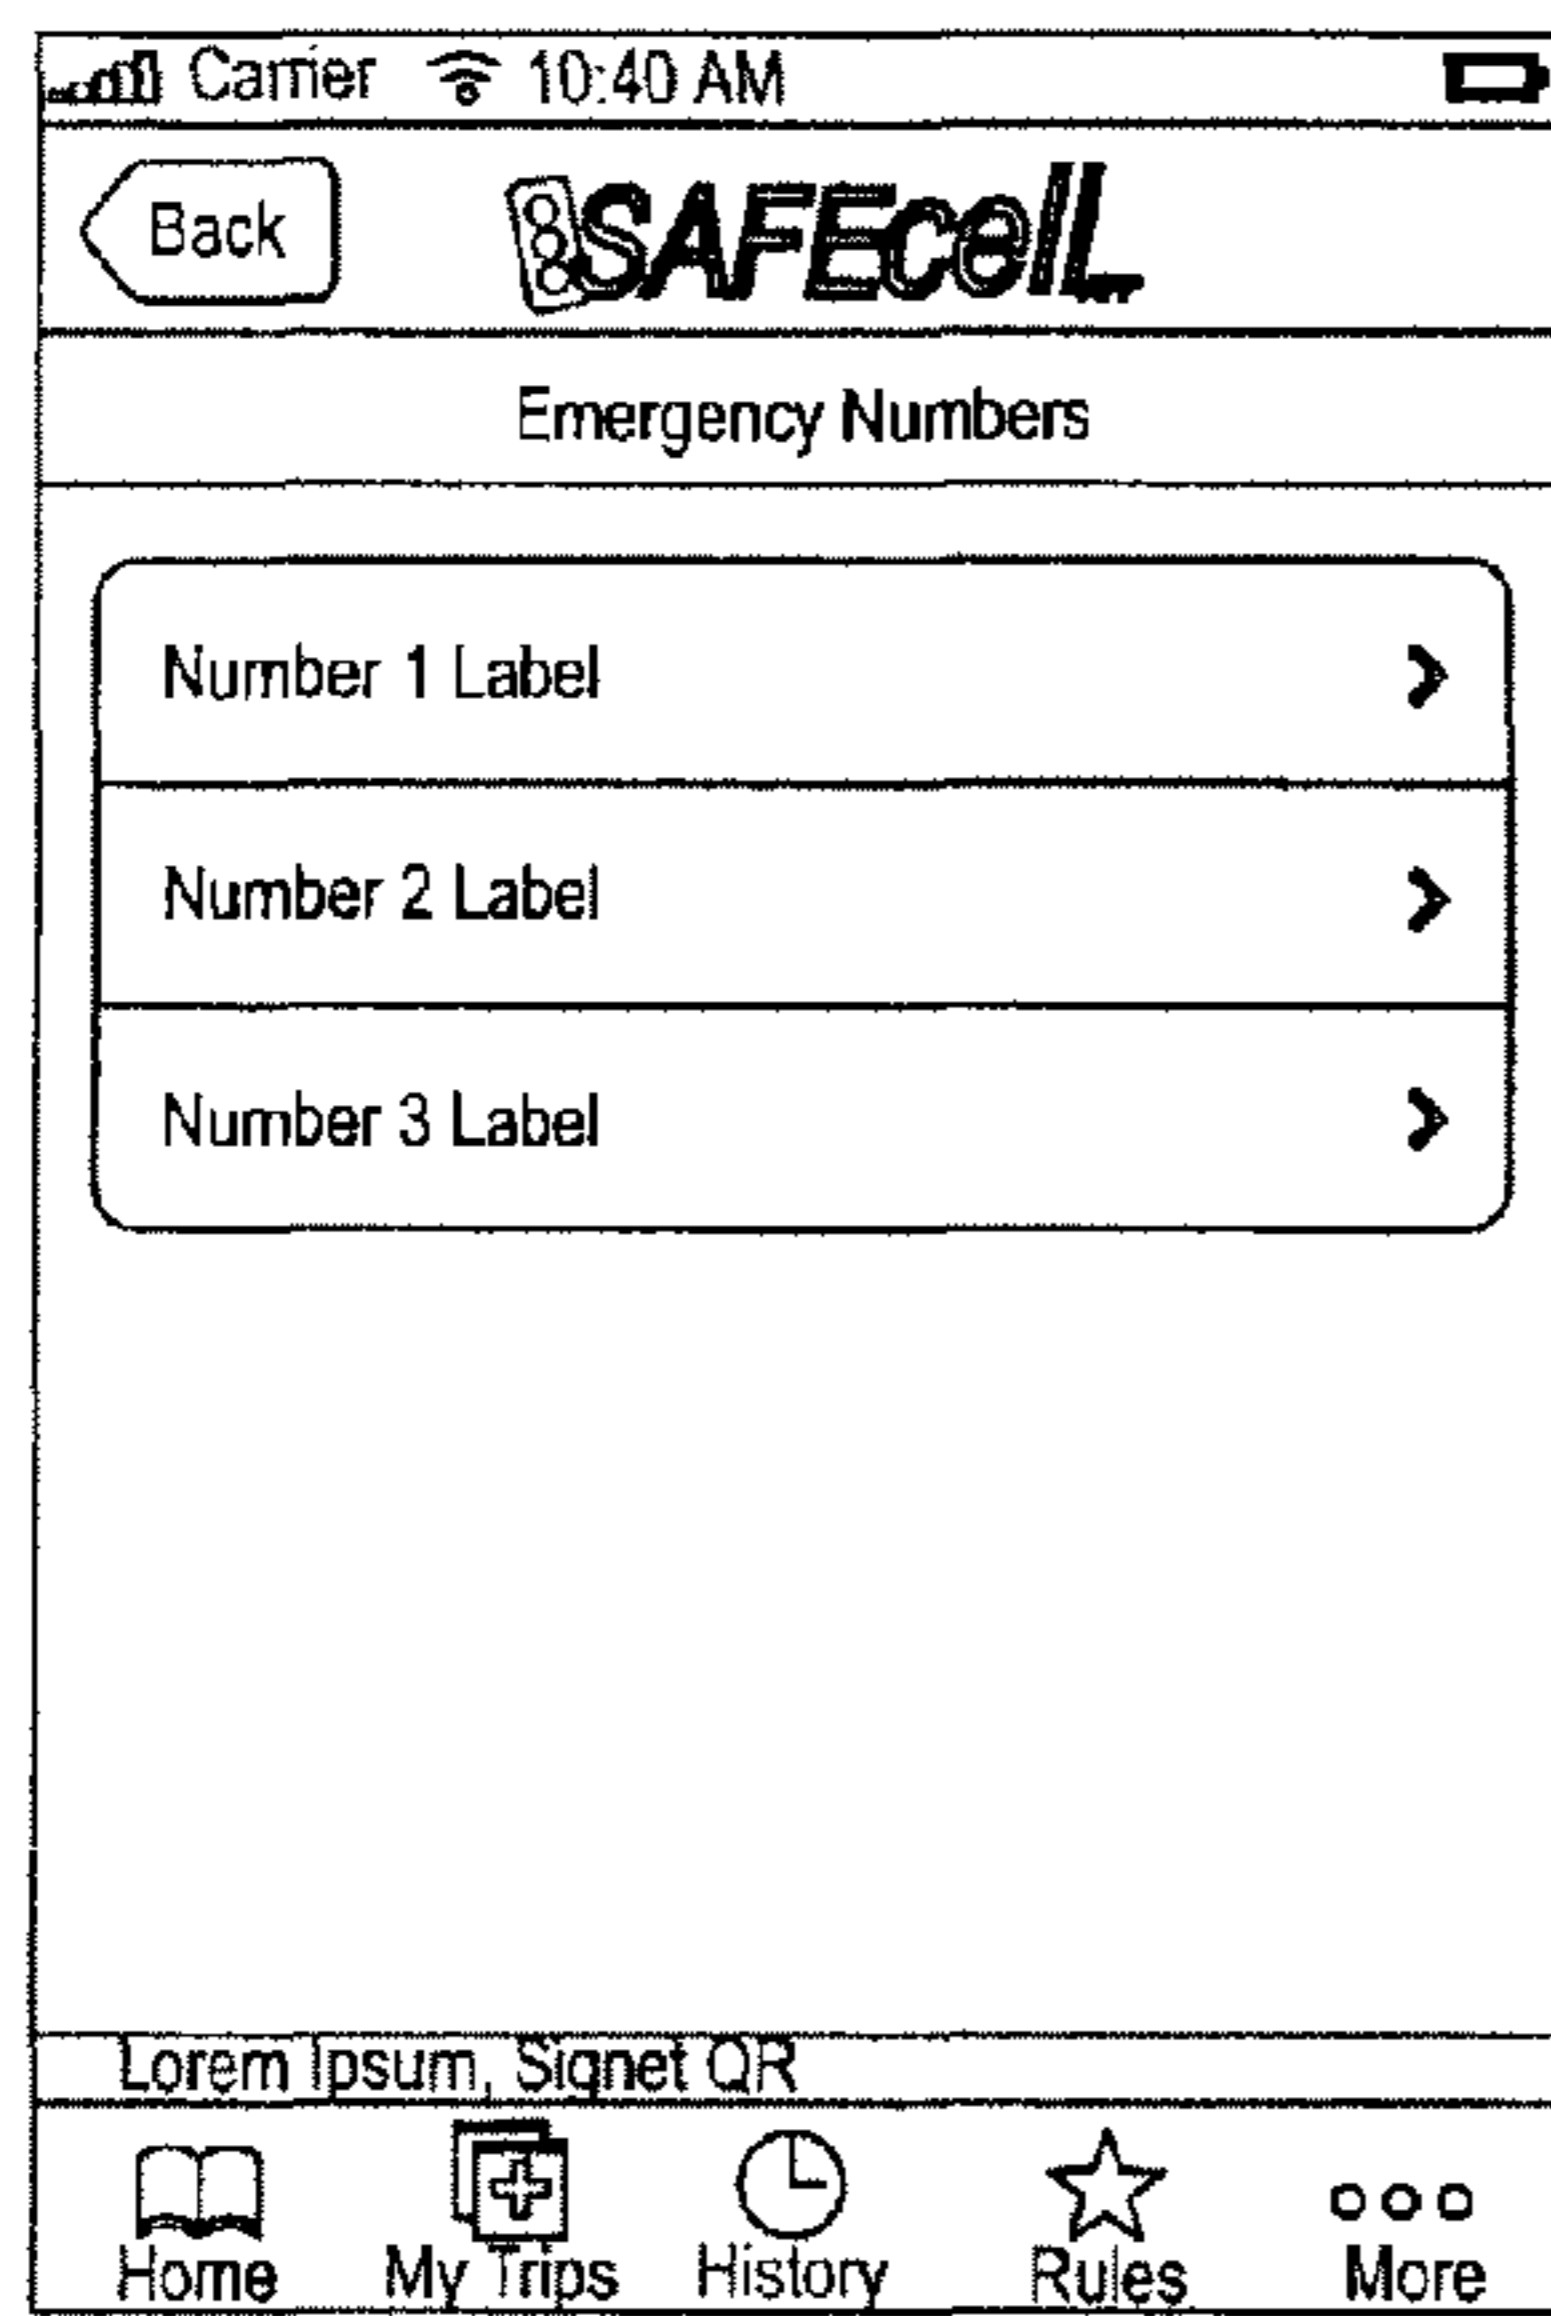 Carrier 10:40 AM
Back SAFEcell
Emergency Numbers
Number 1 Label
Number 2 Label
Number 3 Label
Lorem Ipsum, Signet QR
Home My Trips History Rules More